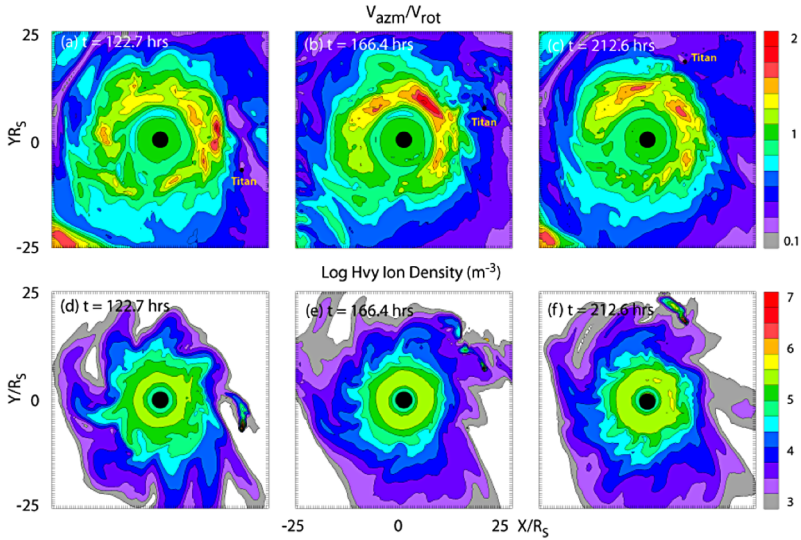 Vazm/Vrot
25
(a) t = 122.7 hrs
(b) t = 166.4 hrs
(c) t = 212.6 hrs
2
Titan
Titan
Titan
YRS
0
1
-25
0.1
Log Hvy Ion Density (m⁻³)
25
(d) t = 122.7 hrs
(e) t = 166.4 hrs
(f) t = 212.6 hrs
7
6
Y/RS
0
5
4
-25
3
-25
0
25
X/RS